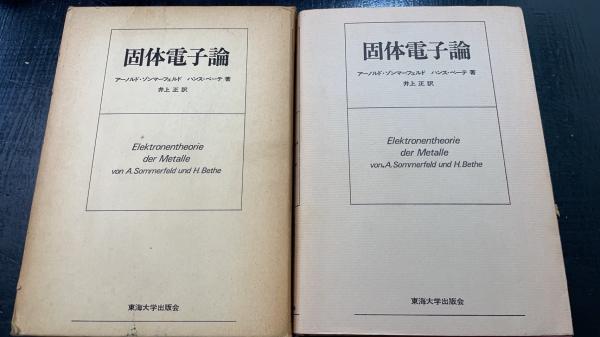 固体電子論
アーノルド・ゾンマーフェルド ハンス・ベーテ 著
井上 正 訳
Elektronentheorie
der Metalle
von A. Sommerfeld und H. Bethe
東海大学出版会
固体電子論
アーノルド・ゾンマーフェルド ハンス・ベーテ 著
井上 正 訳
Elektronentheorie
der Metalle
von A. Sommerfeld und H. Bethe
東海大学出版会